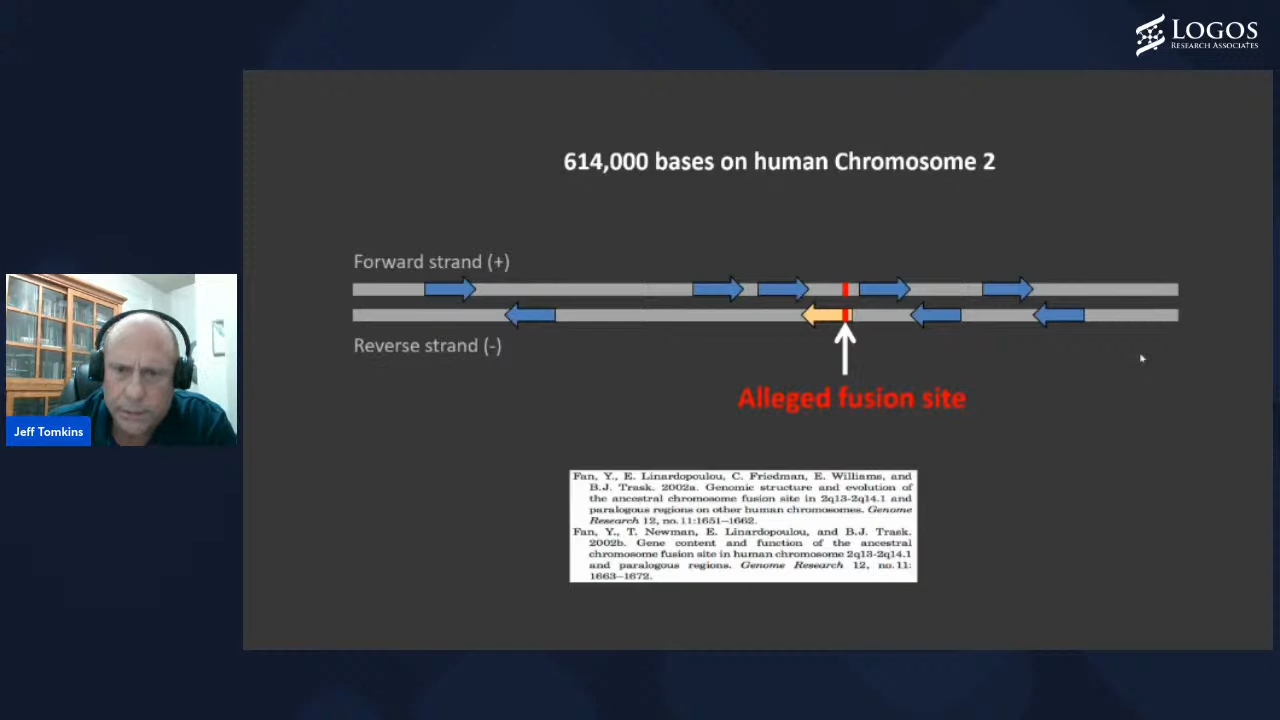 LOGOS
RESEARCH ASSOCIATES
614,000 bases on human Chromosome 2
Forward strand (+)
Reverse strand (-)
Alleged fusion site
Jeff Tomkins
Fan, Y., E. Linardopoulou, C. Friedman, E. Williams, and
B.J. Trask. 2002a. Genomic structure and evolution of
the ancestral chromosome fusion site in 2q13-2q14.1 and
paralogous regions on other human chromosomes. Genome
Research 12, no.11:1651–1662.
Fan, Y., T. Newman, E. Linardopoulou, and B.J. Trask.
2002b. Gene content and function of the ancestral
chromosome fusion site in human chromosome 2q13-2q14.1
and paralogous regions. Genome Research 12, no.11:
1663–1672.